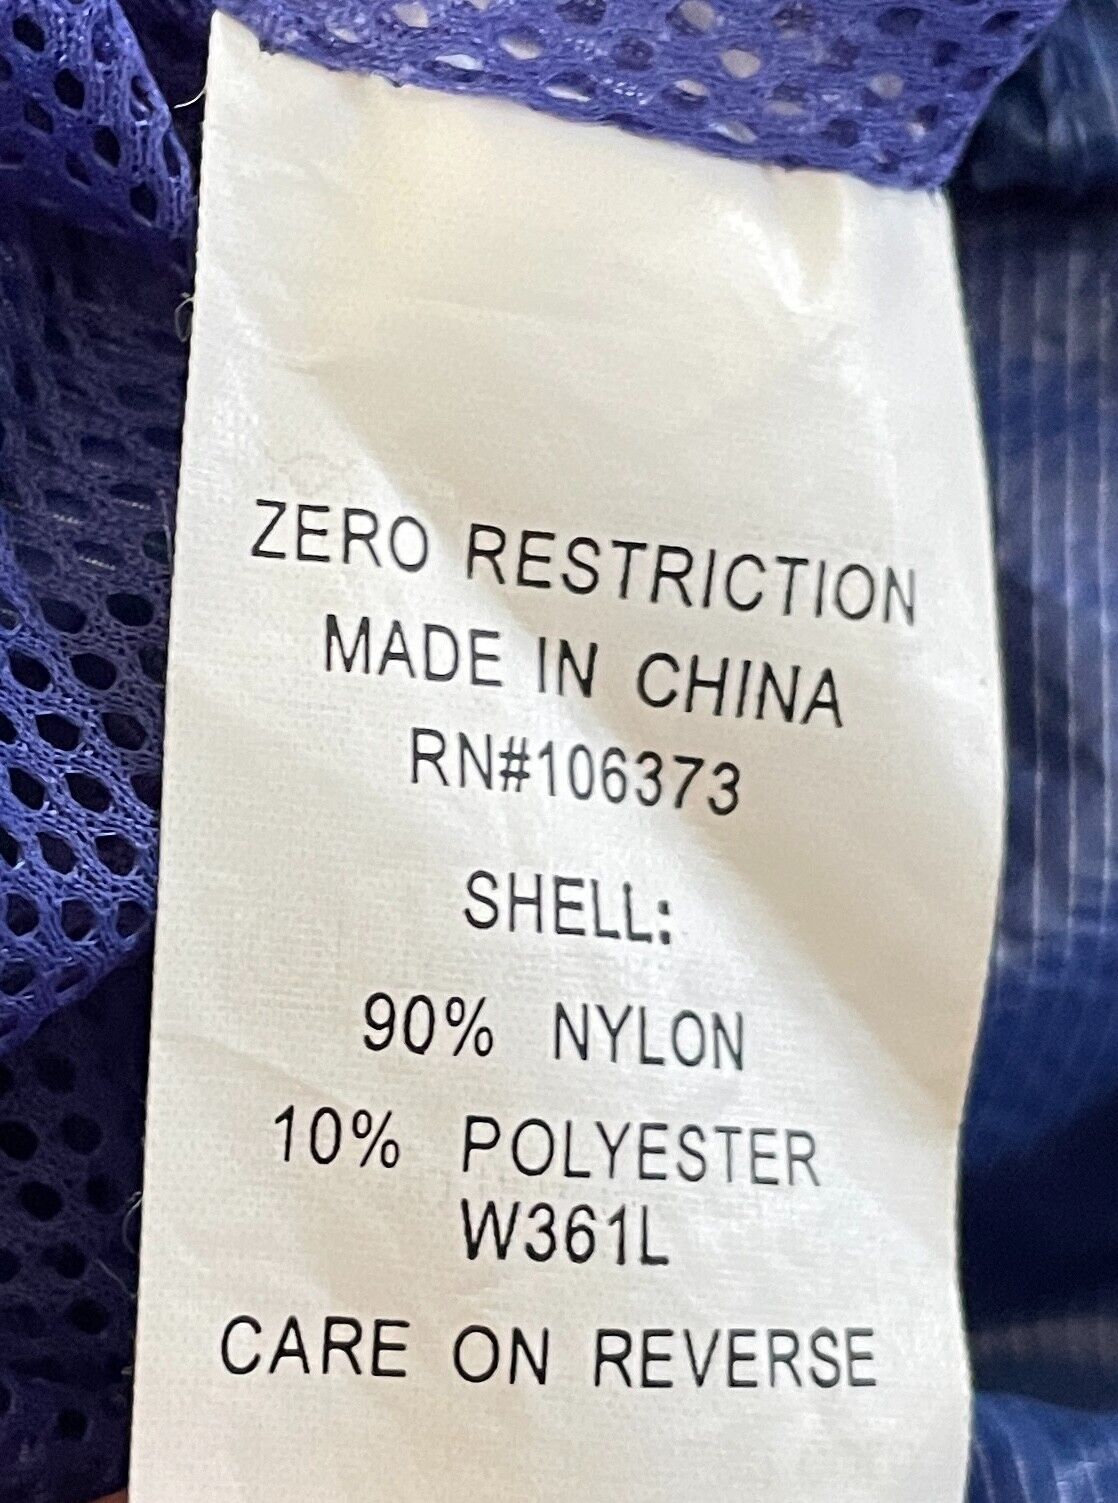 ZERO RESTRICTION
MADE IN CHINA
RN#106373
SHELL:
90% NYLON
10% POLYESTER
W361L
CARE ON REVERSE